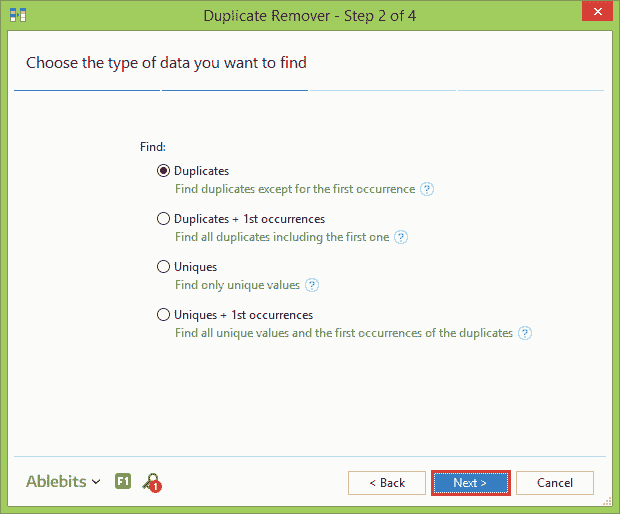 Duplicate Remover - Step 2 of 4
Choose the type of data you want to find
Find:
Duplicates
Find duplicates except for the first occurrence ?
Duplicates + 1st occurrences
Find all duplicates including the first one ?
Uniques
Find only unique values ?
Uniques + 1st occurrences
Find all unique values and the first occurrences of the duplicates ?
Ablebits F1 1 < Back Next > Cancel